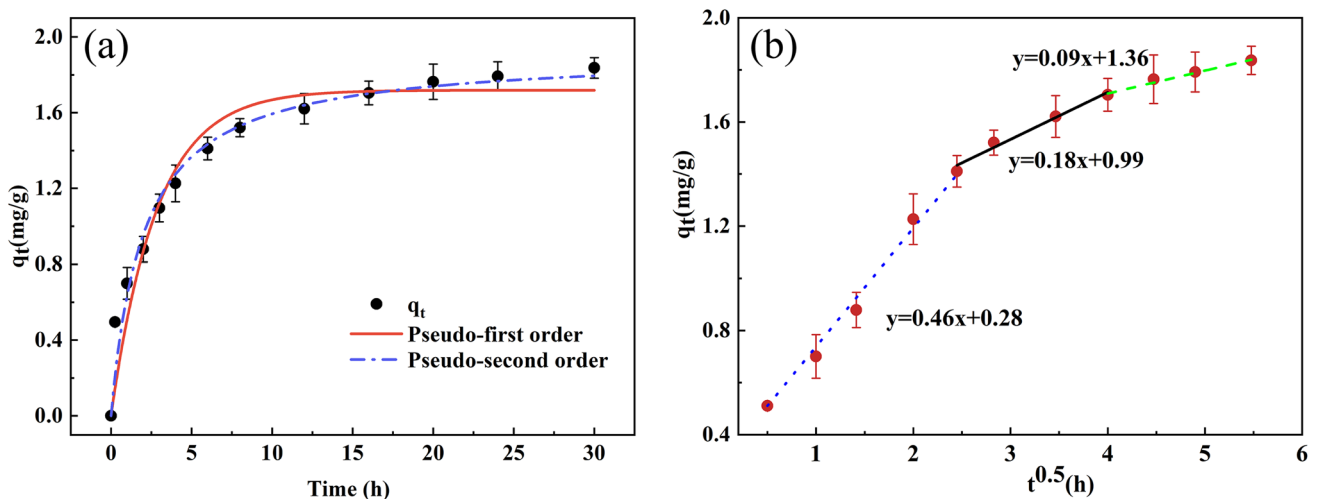 (a)
2.0
1.6
1.2
0.8
0.4
0.0
qt(mg/g)
qt
Pseudo-first order
Pseudo-second order
0 5 10 15 20 25 30
Time (h)
(b)
2.0
1.6
1.2
0.8
0.4
qt(mg/g)
y=0.09x+1.36
y=0.18x+0.99
y=0.46x+0.28
1 2 3 4 5 6
t0.5(h)